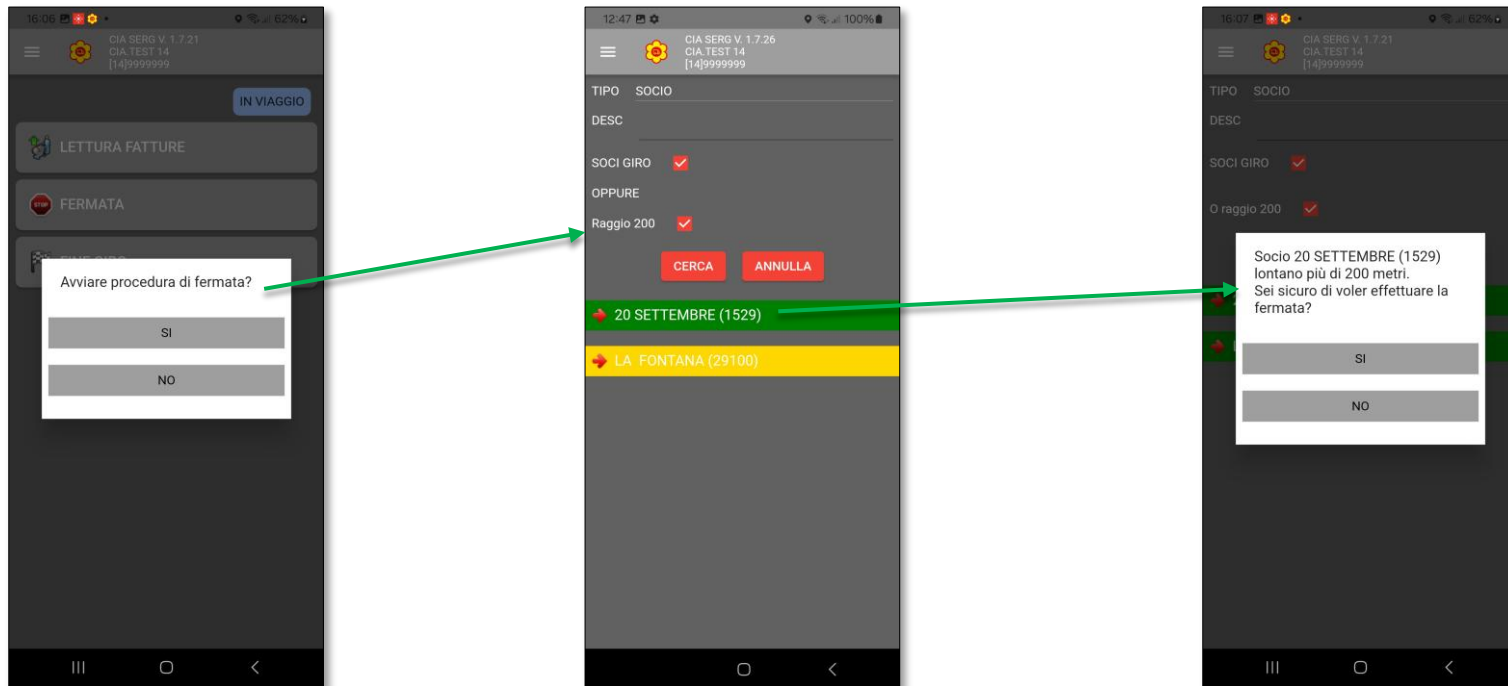 16:06
62%
CIA SERG V. 1.7.21
CIA.TEST 14
[14]9999999
IN VIAGGIO
LETTURA FATTURE
STOP
FERMATA
FINE GIRO
Avviare procedura di fermata?
SI
NO
12:47
100%
CIA SERG V. 1.7.26
CIA.TEST 14
[14]9999999
TIPO SOCIO
DESC
SOCI GIRO
OPPURE
Raggio 200
CERCA ANNULLA
20 SETTEMBRE (1529)
LA FONTANA (29100)
16:07
62%
CIA SERG V. 1.7.21
CIA.TEST 14
[14]9999999
TIPO SOCIO
DESC
SOCI GIRO
O raggio 200
Socio 20 SETTEMBRE (1529)
lontano più di 200 metri.
Sei sicuro di voler effettuare la
fermata?
SI
NO